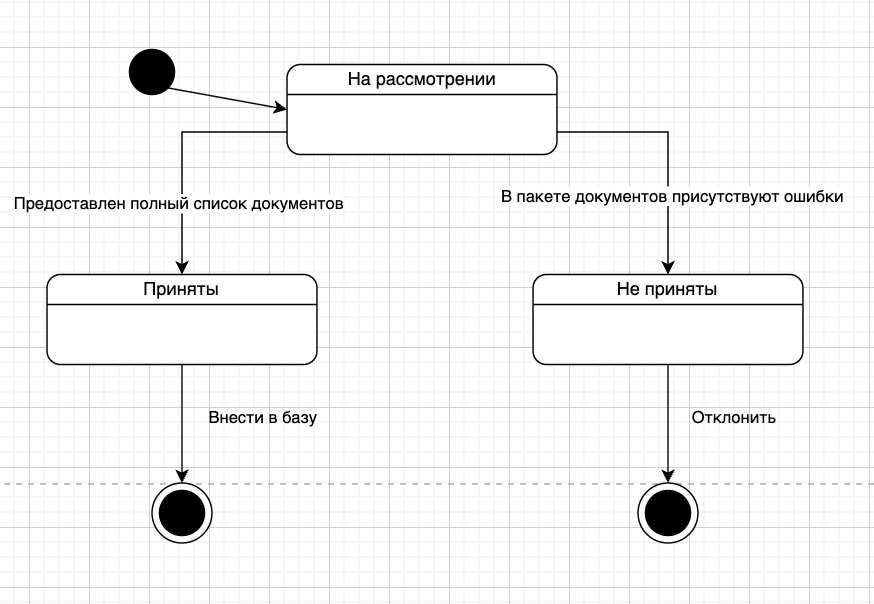 На рассмотрении
Предоставлен полный список документов
В пакете документов присутствуют ошибки
Приняты
Не приняты
Внести в базу
Отклонить